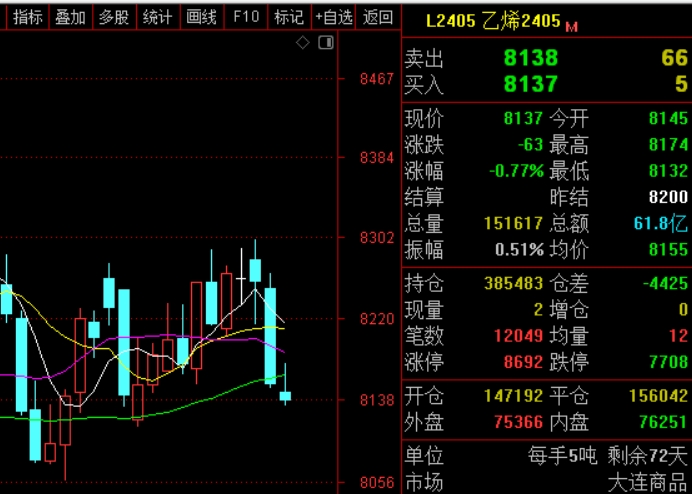 指标 叠加 多股 统计 画线 F10 标记 +自选 返回
L2405 乙烯2405 M
卖出 8138 66
买入 8137 5
8467
现价 8137 今开 8145
涨跌 -63 最高 8174
8384
涨幅 -0.77% 最低 8132
结算 昨结 8200
总量 151617 总额 61.8亿
8302
振幅 0.51% 均价 8155
持仓 385483 仓差 -4425
现量 2 增仓 0
8220
笔数 12049 均量 12
涨停 8692 跌停 7708
开仓 147192 平仓 156042
8138
外盘 75366 内盘 76251
单位 每手5吨 剩余72天
8056
市场 大连商品